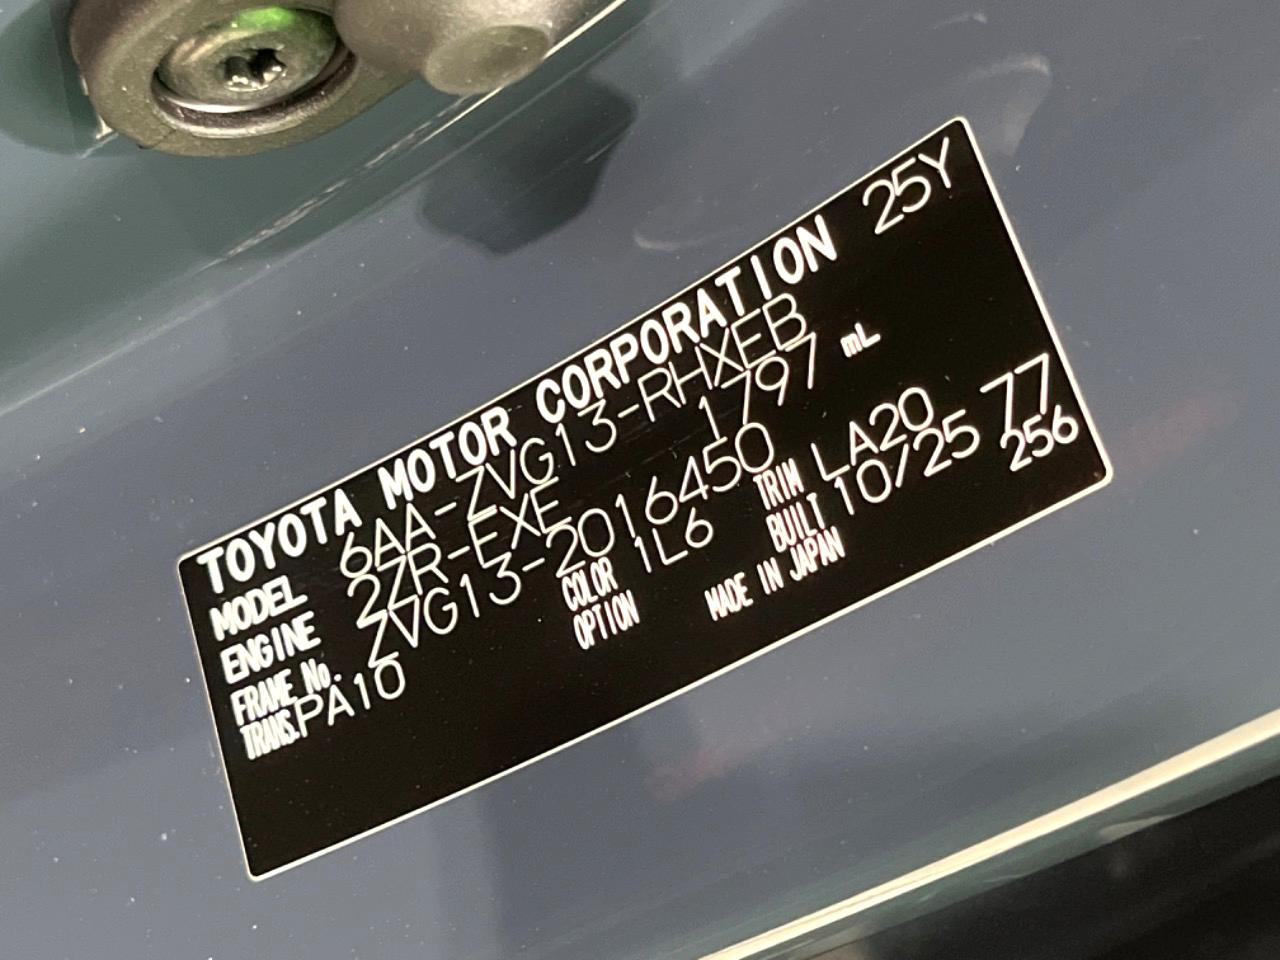 TOYOTA MOTOR CORPORATION 25Y
MODEL 6AA-ZVG13-RHXEB
ENGINE 2ZR-EXE 1797 mL
FRAME No. ZVG13-2016450
TRANS. PA10 COLOR 1L6 TRIM LA20 77
OPTION BUILT 10/25 256
MADE IN JAPAN